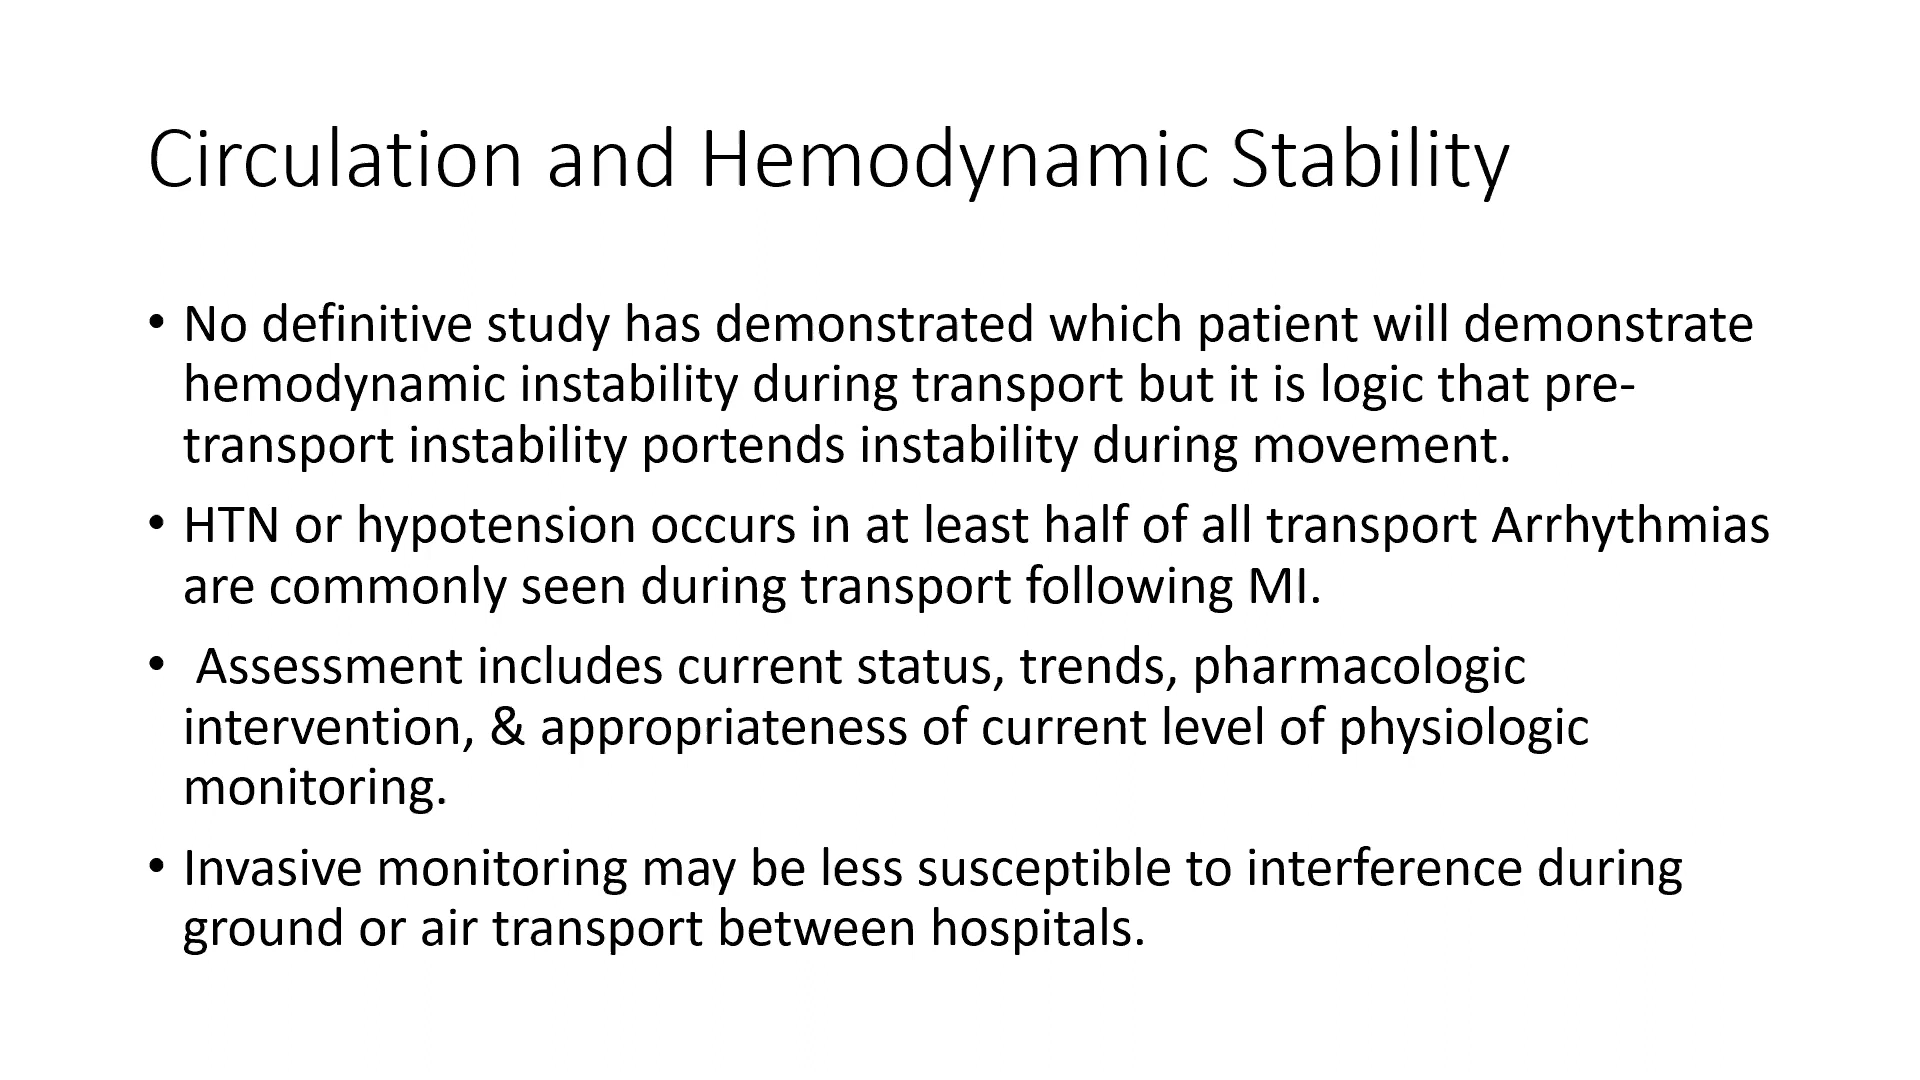 Circulation and Hemodynamic Stability
• No definitive study has demonstrated which patient will demonstrate
hemodynamic instability during transport but it is logic that pre-
transport instability portends instability during movement.
• HTN or hypotension occurs in at least half of all transport Arrhythmias
are commonly seen during transport following MI.
• Assessment includes current status, trends, pharmacologic
intervention, & appropriateness of current level of physiologic
monitoring.
• Invasive monitoring may be less susceptible to interference during
ground or air transport between hospitals.